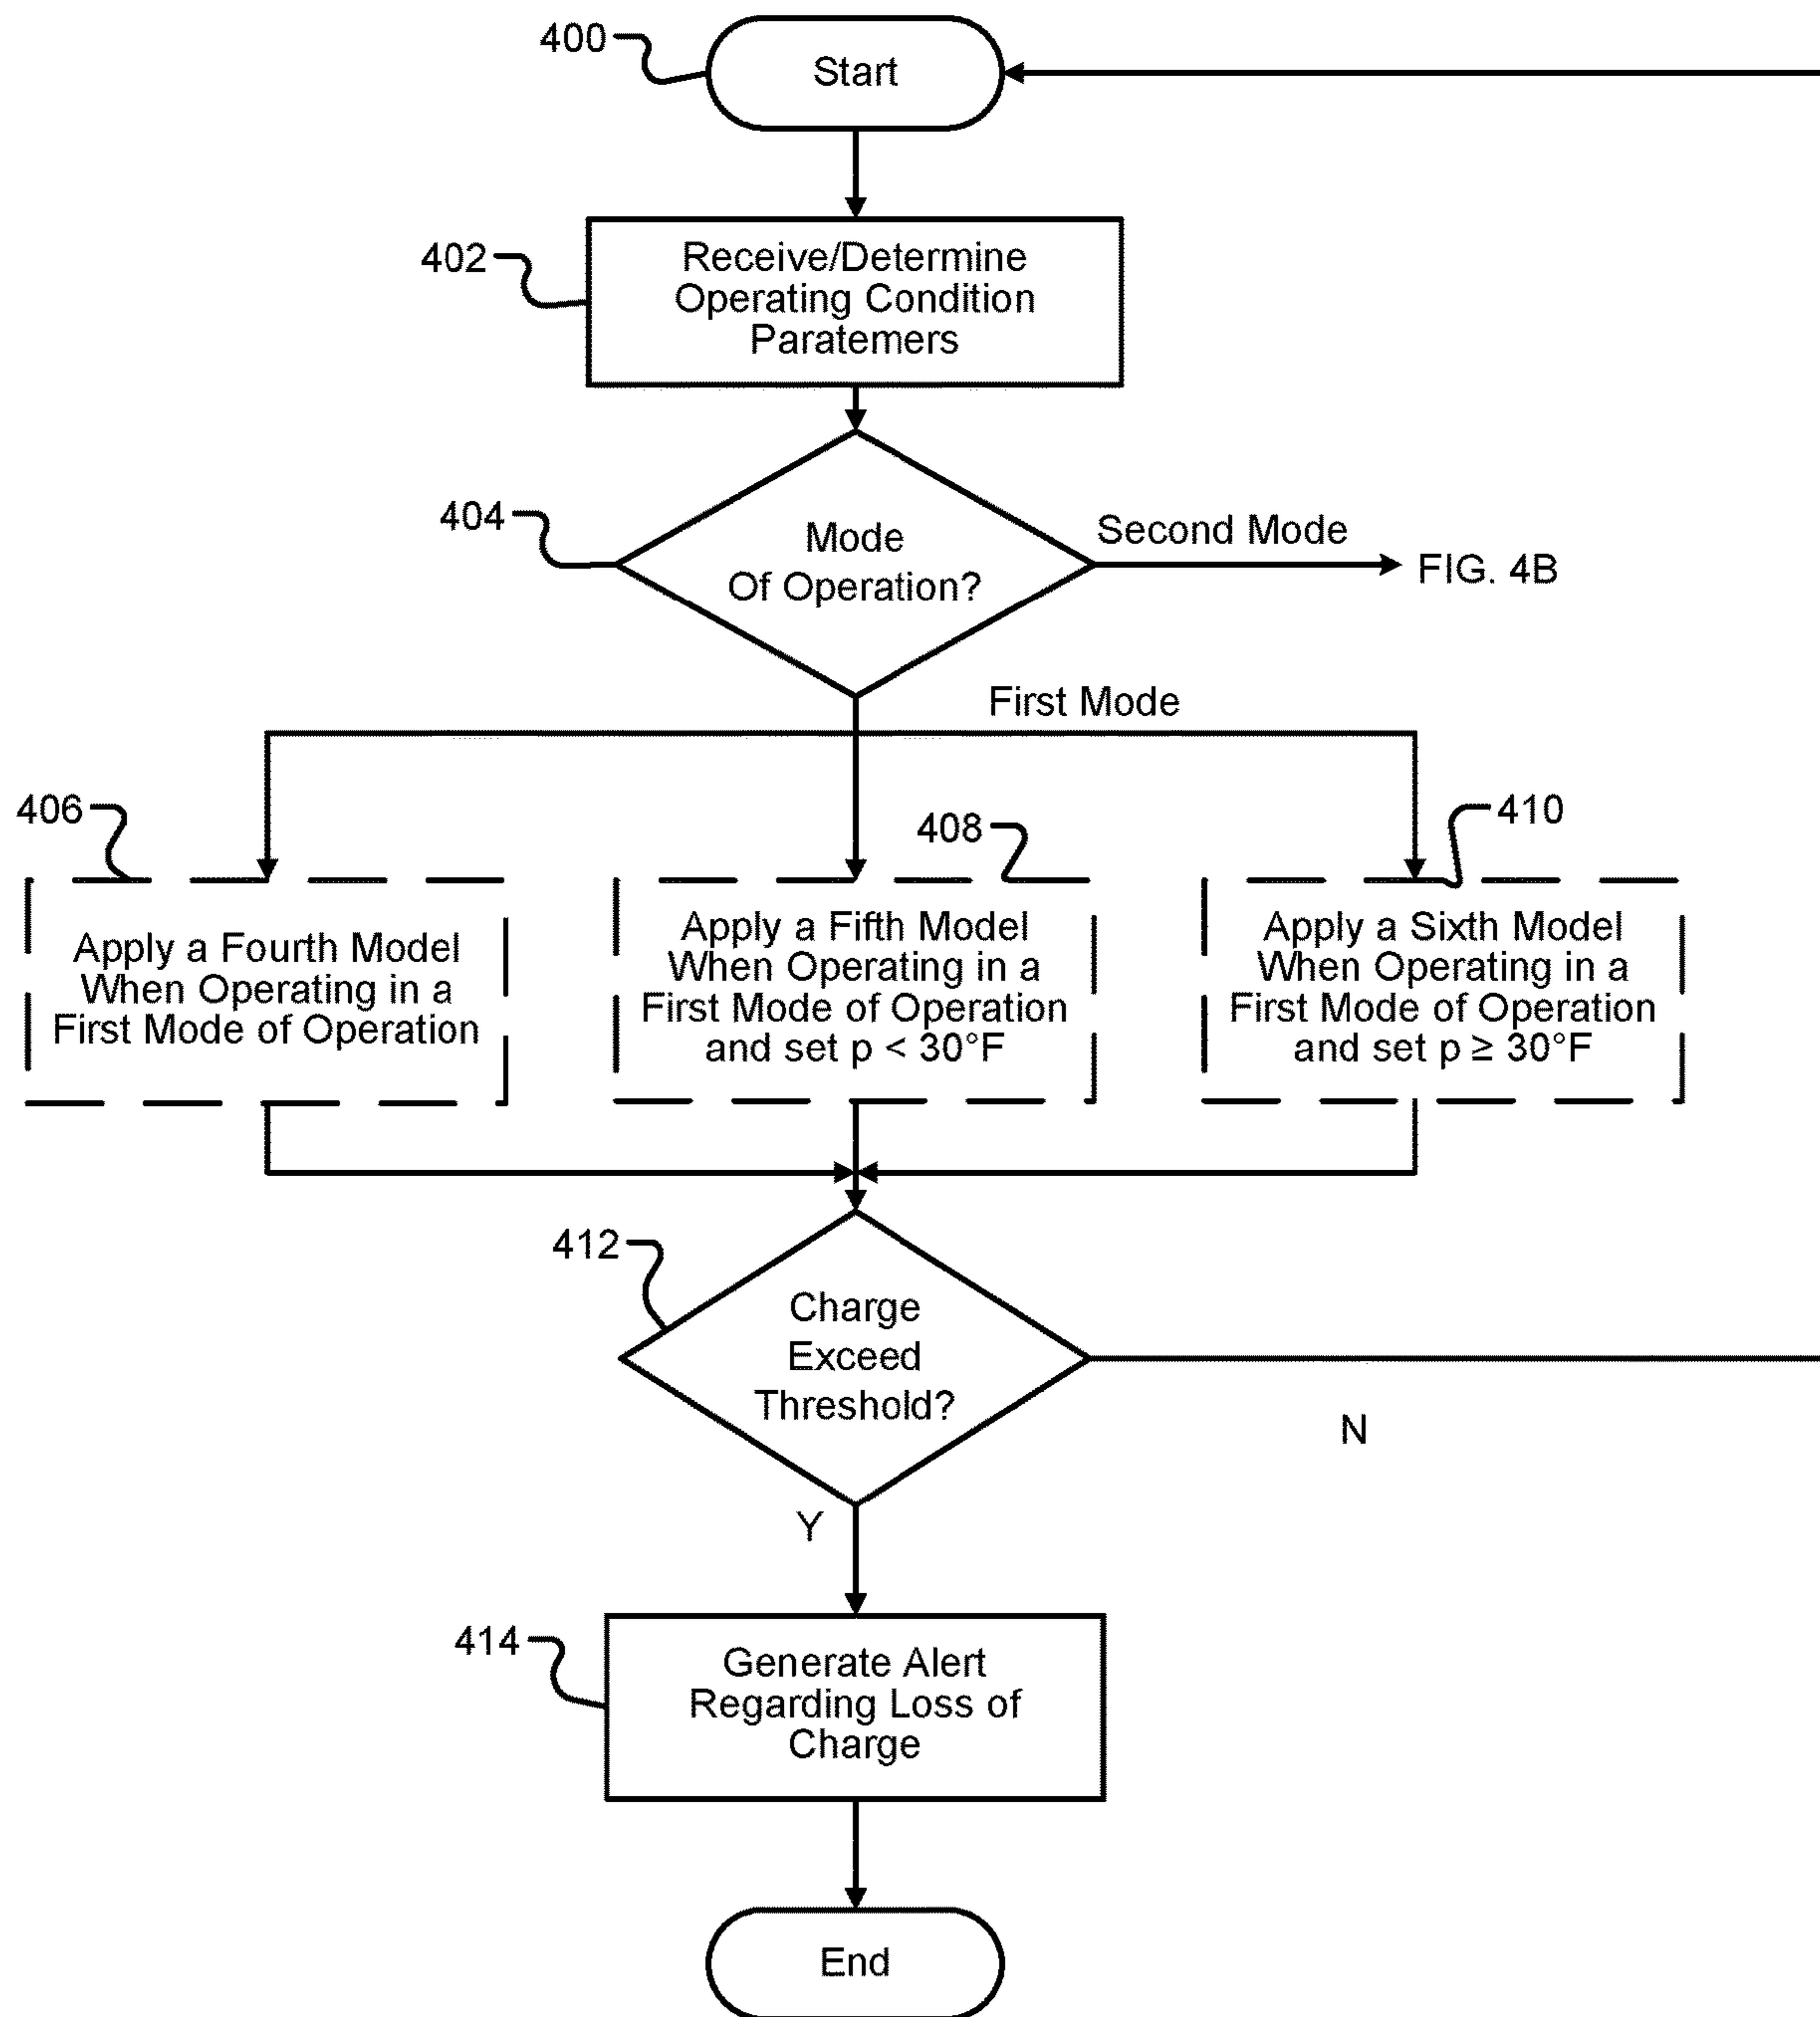 400
Start
402
Receive/Determine
Operating Condition
Paratemers
404
Mode
Of Operation?
Second Mode
FIG. 4B
First Mode
406
408
410
Apply a Fourth Model
When Operating in a
First Mode of Operation
Apply a Fifth Model
When Operating in a
First Mode of Operation
and set p < 30°F
Apply a Sixth Model
When Operating in a
First Mode of Operation
and set p ≥ 30°F
412
Charge
Exceed
Threshold?
N
Y
414
Generate Alert
Regarding Loss of
Charge
End